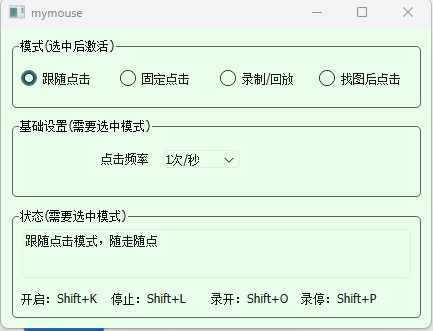 mymouse
模式(选中后激活)
跟随点击 固定点击 录制/回放 找图后点击
基础设置(需要选中模式)
点击频率 1次/秒
状态(需要选中模式)
跟随点击模式，随走随点
开启：Shift+K 停止：Shift+L 录开：Shift+O 录停：Shift+P